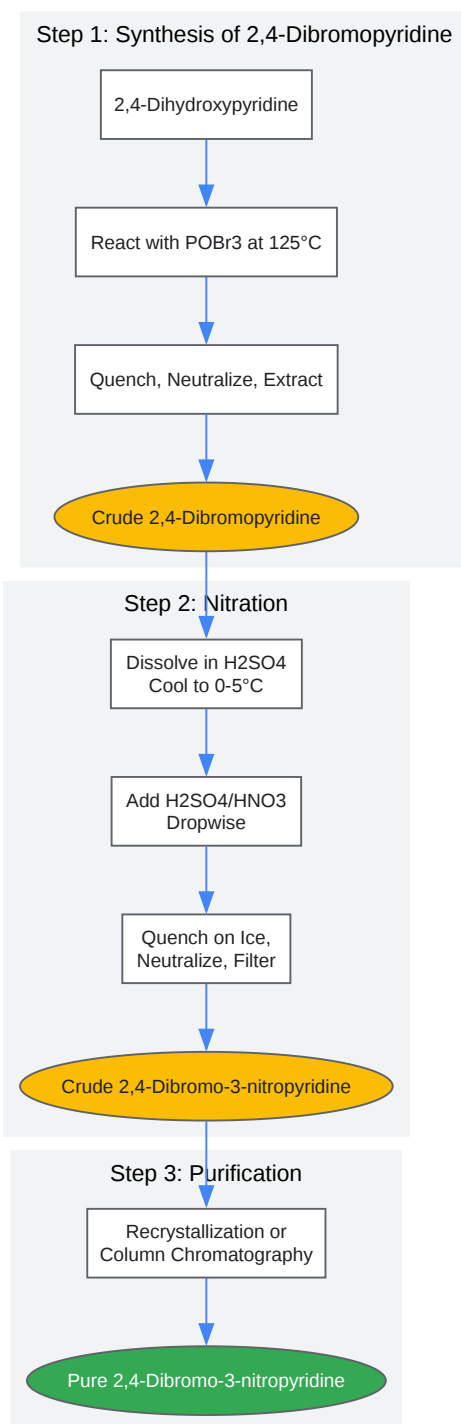 Step 1: Synthesis of 2,4-Dibromopyridine
2,4-Dihydroxypyridine
React with POBr3 at 125°C
Quench, Neutralize, Extract
Crude 2,4-Dibromopyridine
Step 2: Nitration
Dissolve in H2SO4
Cool to 0-5°C
Add H2SO4/HNO3
Dropwise
Quench on Ice,
Neutralize, Filter
Crude 2,4-Dibromo-3-nitropyridine
Step 3: Purification
Recrystallization or
Column Chromatography
Pure 2,4-Dibromo-3-nitropyridine